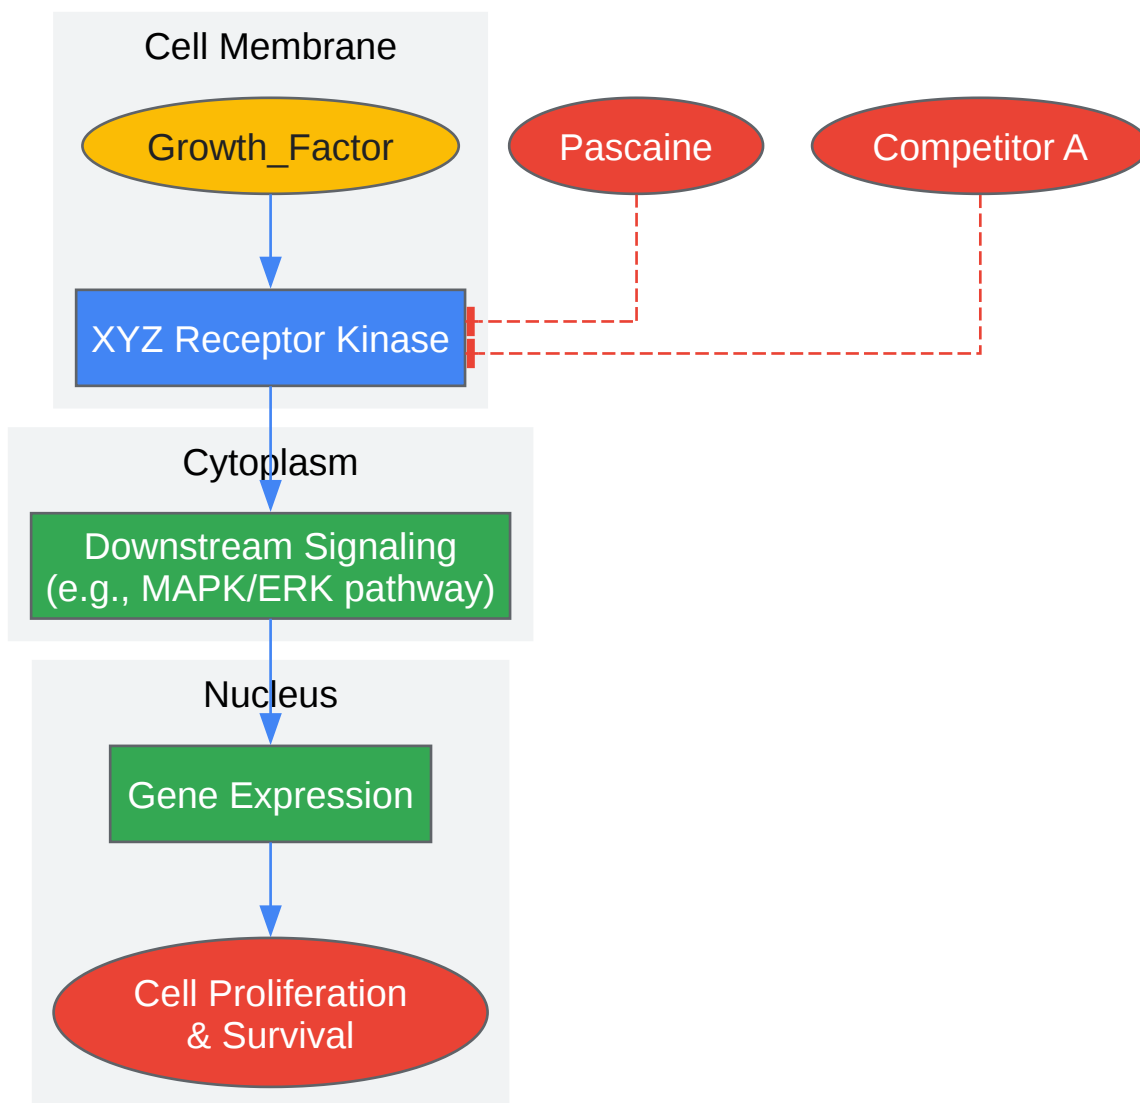 Cell Membrane
Growth_Factor
Pascaine
Competitor A
XYZ Receptor Kinase
Cytoplasm
Downstream Signaling
(e.g., MAPK/ERK pathway)
Nucleus
Gene Expression
Cell Proliferation
& Survival